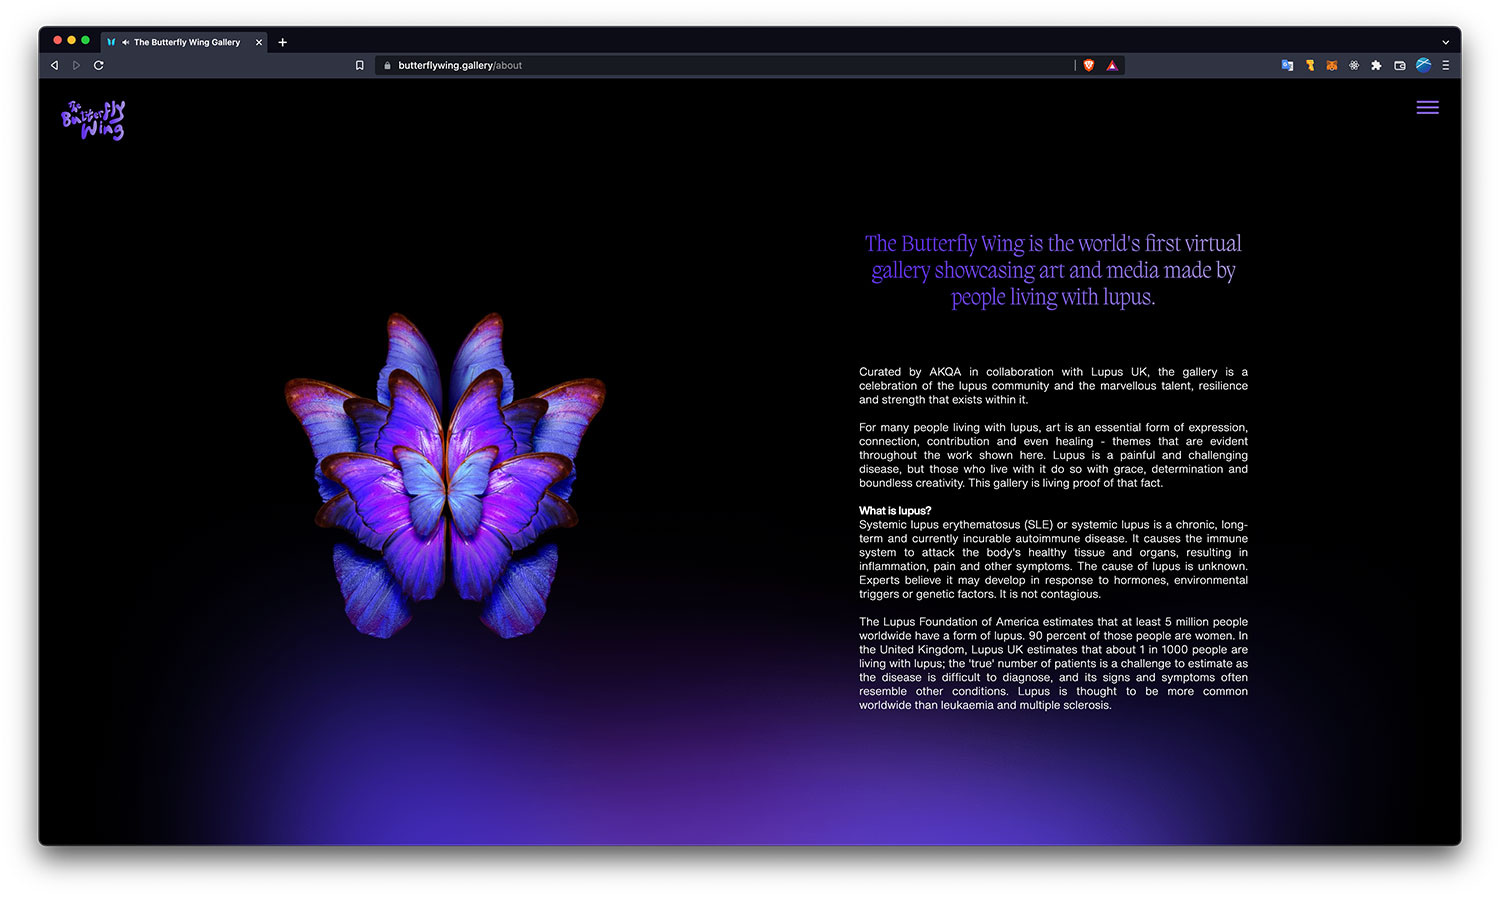 The Butterfly Wing Gallery
butterflywing.gallery/about
The
Butterfly
Wing
The Butterfly Wing is the world's first virtual
gallery showcasing art and media made by
people living with lupus.
Curated by AKQA in collaboration with Lupus UK, the gallery is a
celebration of the lupus community and the marvellous talent, resilience
and strength that exists within it.
For many people living with lupus, art is an essential form of expression,
connection, contribution and even healing - themes that are evident
throughout the work shown here. Lupus is a painful and challenging
disease, but those who live with it do so with grace, determination and
boundless creativity. This gallery is living proof of that fact.
What is lupus?
Systemic lupus erythematosus (SLE) or systemic lupus is a chronic, long-
term and currently incurable autoimmune disease. It causes the immune
system to attack the body's healthy tissue and organs, resulting in
inflammation, pain and other symptoms. The cause of lupus is unknown.
Experts believe it may develop in response to hormones, environmental
triggers or genetic factors. It is not contagious.
The Lupus Foundation of America estimates that at least 5 million people
worldwide have a form of lupus. 90 percent of those people are women. In
the United Kingdom, Lupus UK estimates that about 1 in 1000 people are
living with lupus; the 'true' number of patients is a challenge to estimate as
the disease is difficult to diagnose, and its signs and symptoms often
resemble other conditions. Lupus is thought to be more common
worldwide than leukaemia and multiple sclerosis.